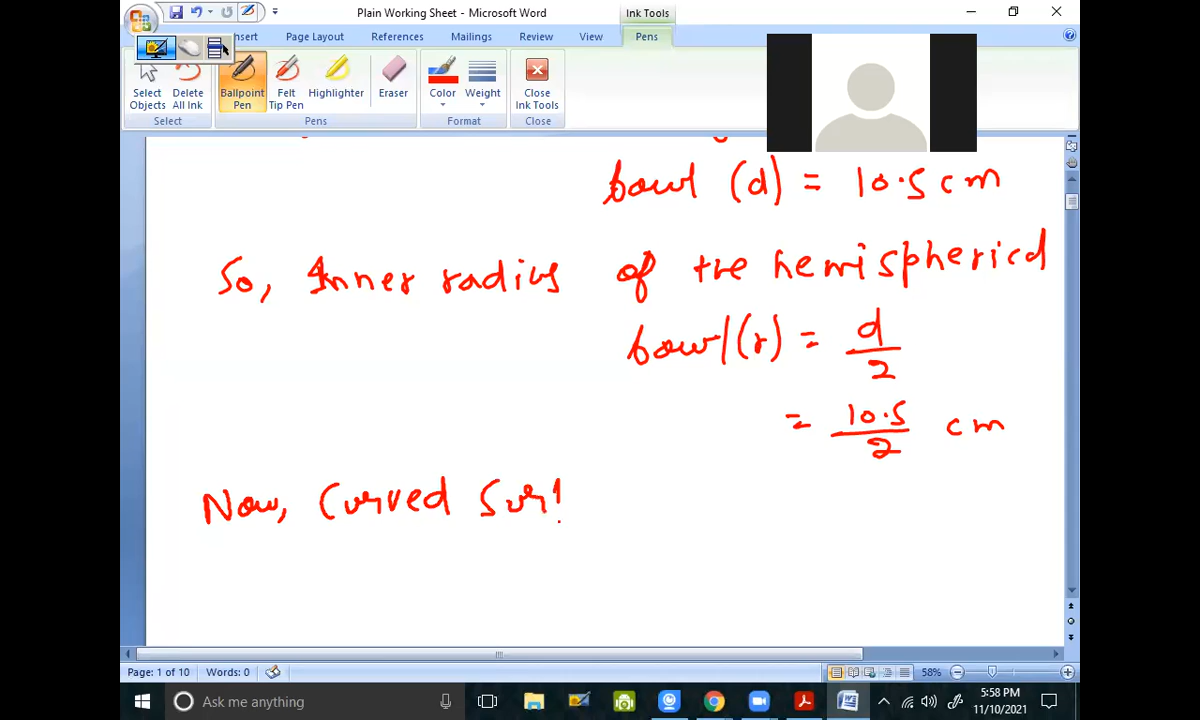 Plain Working Sheet - Microsoft Word
Ink Tools
Insert
Page Layout
References
Mailings
Review
View
Pens
Select Objects
Delete All Ink
Ballpoint Pen
Felt Tip Pen
Highlighter
Eraser
Color
Weight
Close Ink Tools
Select
Pens
Format
Close
bowl (d) = 10.5 cm
So, Inner radius of the hemispherical
bowl (r) = d/2
= 10.5/2 cm
Now, Curved Sur
Page: 1 of 10
Words: 0
58%
Ask me anything
5:58 PM
11/10/2021